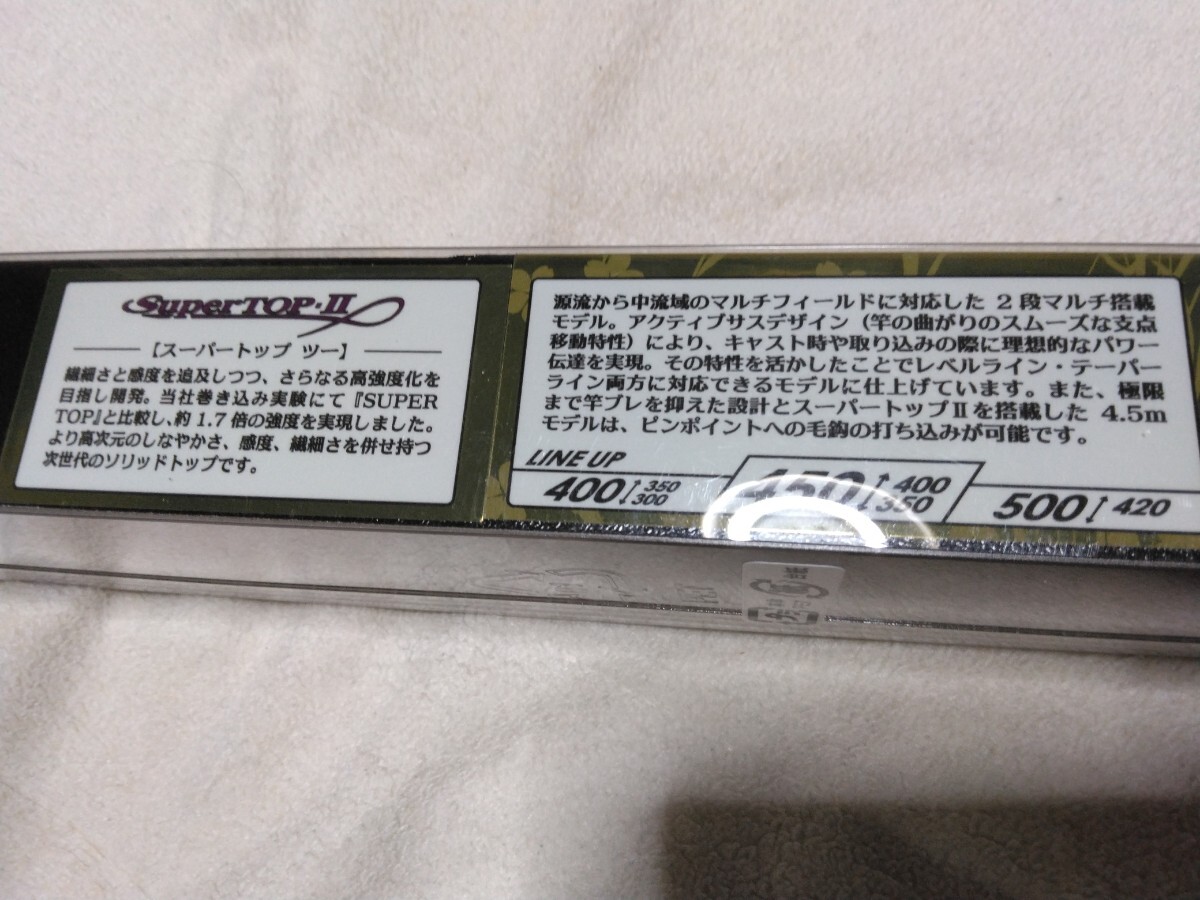 SuperTOP・II
【スーパートップ ツー】
繊細さと感度を追及しつつ、さらなる高強度化を
目指し開発。当社巻き込み実験にて『SUPER
TOP』と比較し、約1.7倍の強度を実現しました。
より高次元のしなやかさ、感度、繊細さを併せ持つ
次世代のソリッドトップです。
源流から中流域のマルチフィールドに対応した 2段マルチ搭載
モデル。アクティブサスデザイン（竿の曲がりのスムーズな支点
移動特性）により、キャスト時や取り込みの際に理想的なパワー
伝達を実現。その特性を活かしたことでレベルライン・テーパー
ライン両方に対応できるモデルに仕上げています。また、極限
まで竿ブレを抑えた設計とスーパートップⅡを搭載した 4.5m
モデルは、ピンポイントへの毛鈎の打ち込みが可能です。
LINE UP
400 350 300
450 400 350
500 420